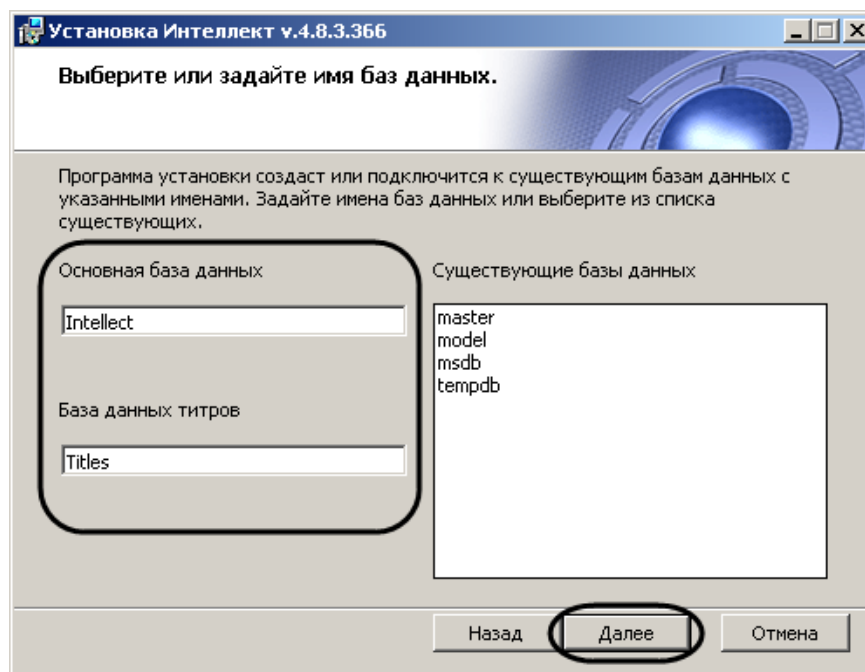 Установка Интеллект v.4.8.3.366
Выберите или задайте имя баз данных.
Программа установки создаст или подключится к существующим базам данных с
указанными именами. Задайте имена баз данных или выберите из списка
существующих.
Основная база данных
Intellect
База данных титров
Titles
Существующие базы данных
master
model
msdb
tempdb
Назад
Далее
Отмена